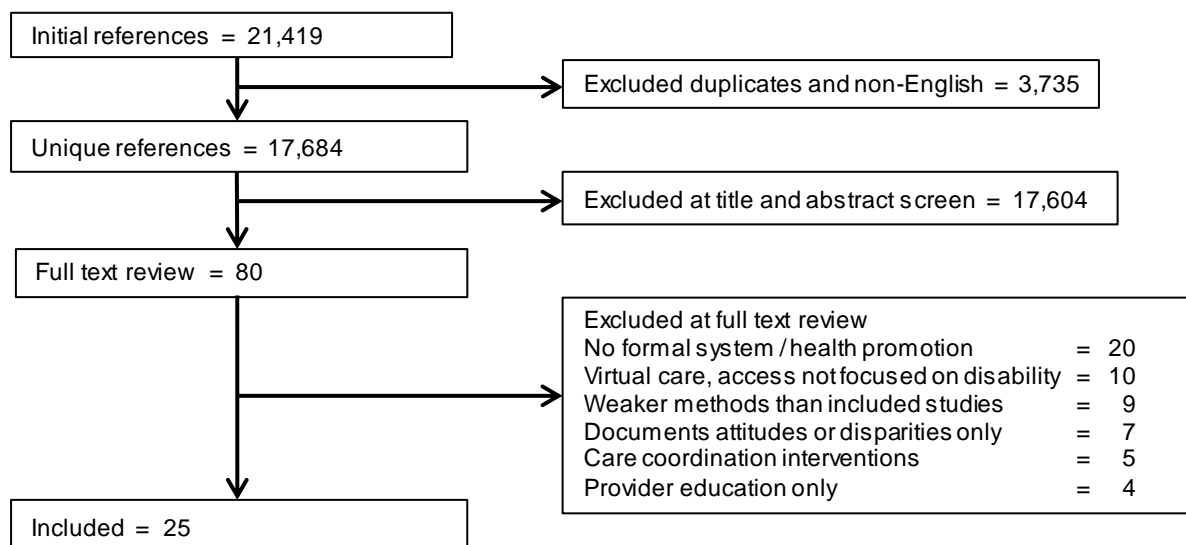 Initial references = 21,419
Excluded duplicates and non-English = 3,735
Unique references = 17,684
Excluded at title and abstract screen = 17,604
Full text review = 80
Excluded at full text review
No formal system / health promotion = 20
Virtual care, access not focused on disability = 10
Weaker methods than included studies = 9
Documents attitudes or disparities only = 7
Care coordination interventions = 5
Provider education only = 4
Included = 25